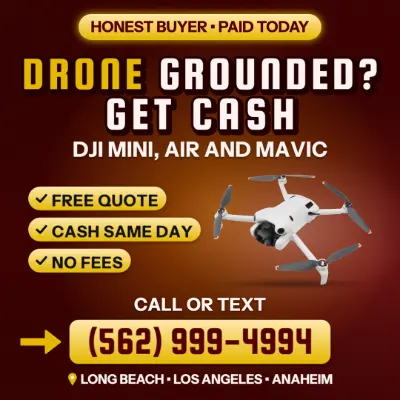 HONEST BUYER • PAID TODAY
DRONE GROUNDED?
GET CASH
DJI MINI, AIR AND MAVIC
✓ FREE QUOTE
✓ CASH SAME DAY
✓ NO FEES
CALL OR TEXT
(562) 999-4994
LONG BEACH • LOS ANGELES • ANAHEIM